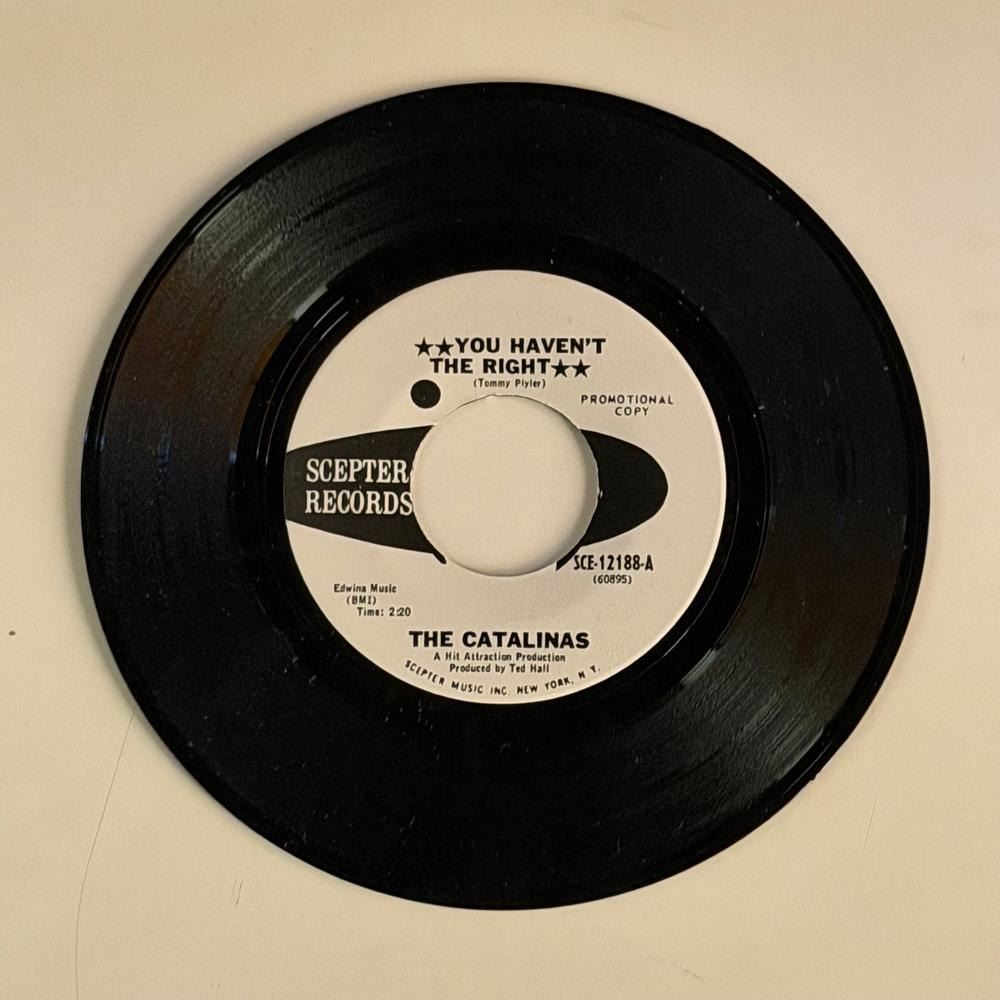 ★★YOU HAVEN'T
THE RIGHT★★
(Tommy Plyler)
PROMOTIONAL
COPY
SCEPTER
RECORDS
SCE-12188-A
(60895)
Edwina Music
(BMI)
Time: 2:20
THE CATALINAS
A Hit Attraction Production
Produced by Ted Hall
SCEPTER MUSIC INC. NEW YORK, N. Y.